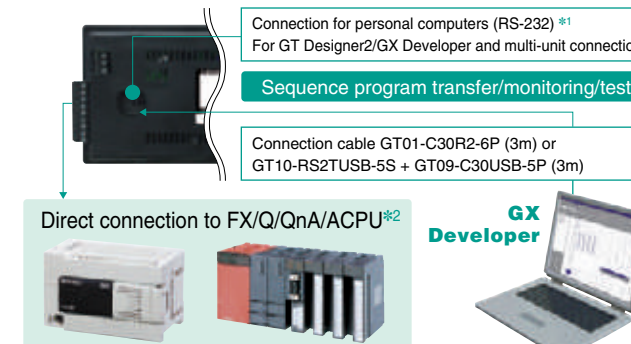 Connection for personal computers (RS-232) *1
For GT Designer2/GX Developer and multi-unit connectio
Sequence program transfer/monitoring/test
Connection cable GT01-C30R2-6P (3m) or
GT10-RS2TUSB-5S + GT09-C30USB-5P (3m)
Direct connection to FX/Q/QnA/ACPU*2
GX
Developer